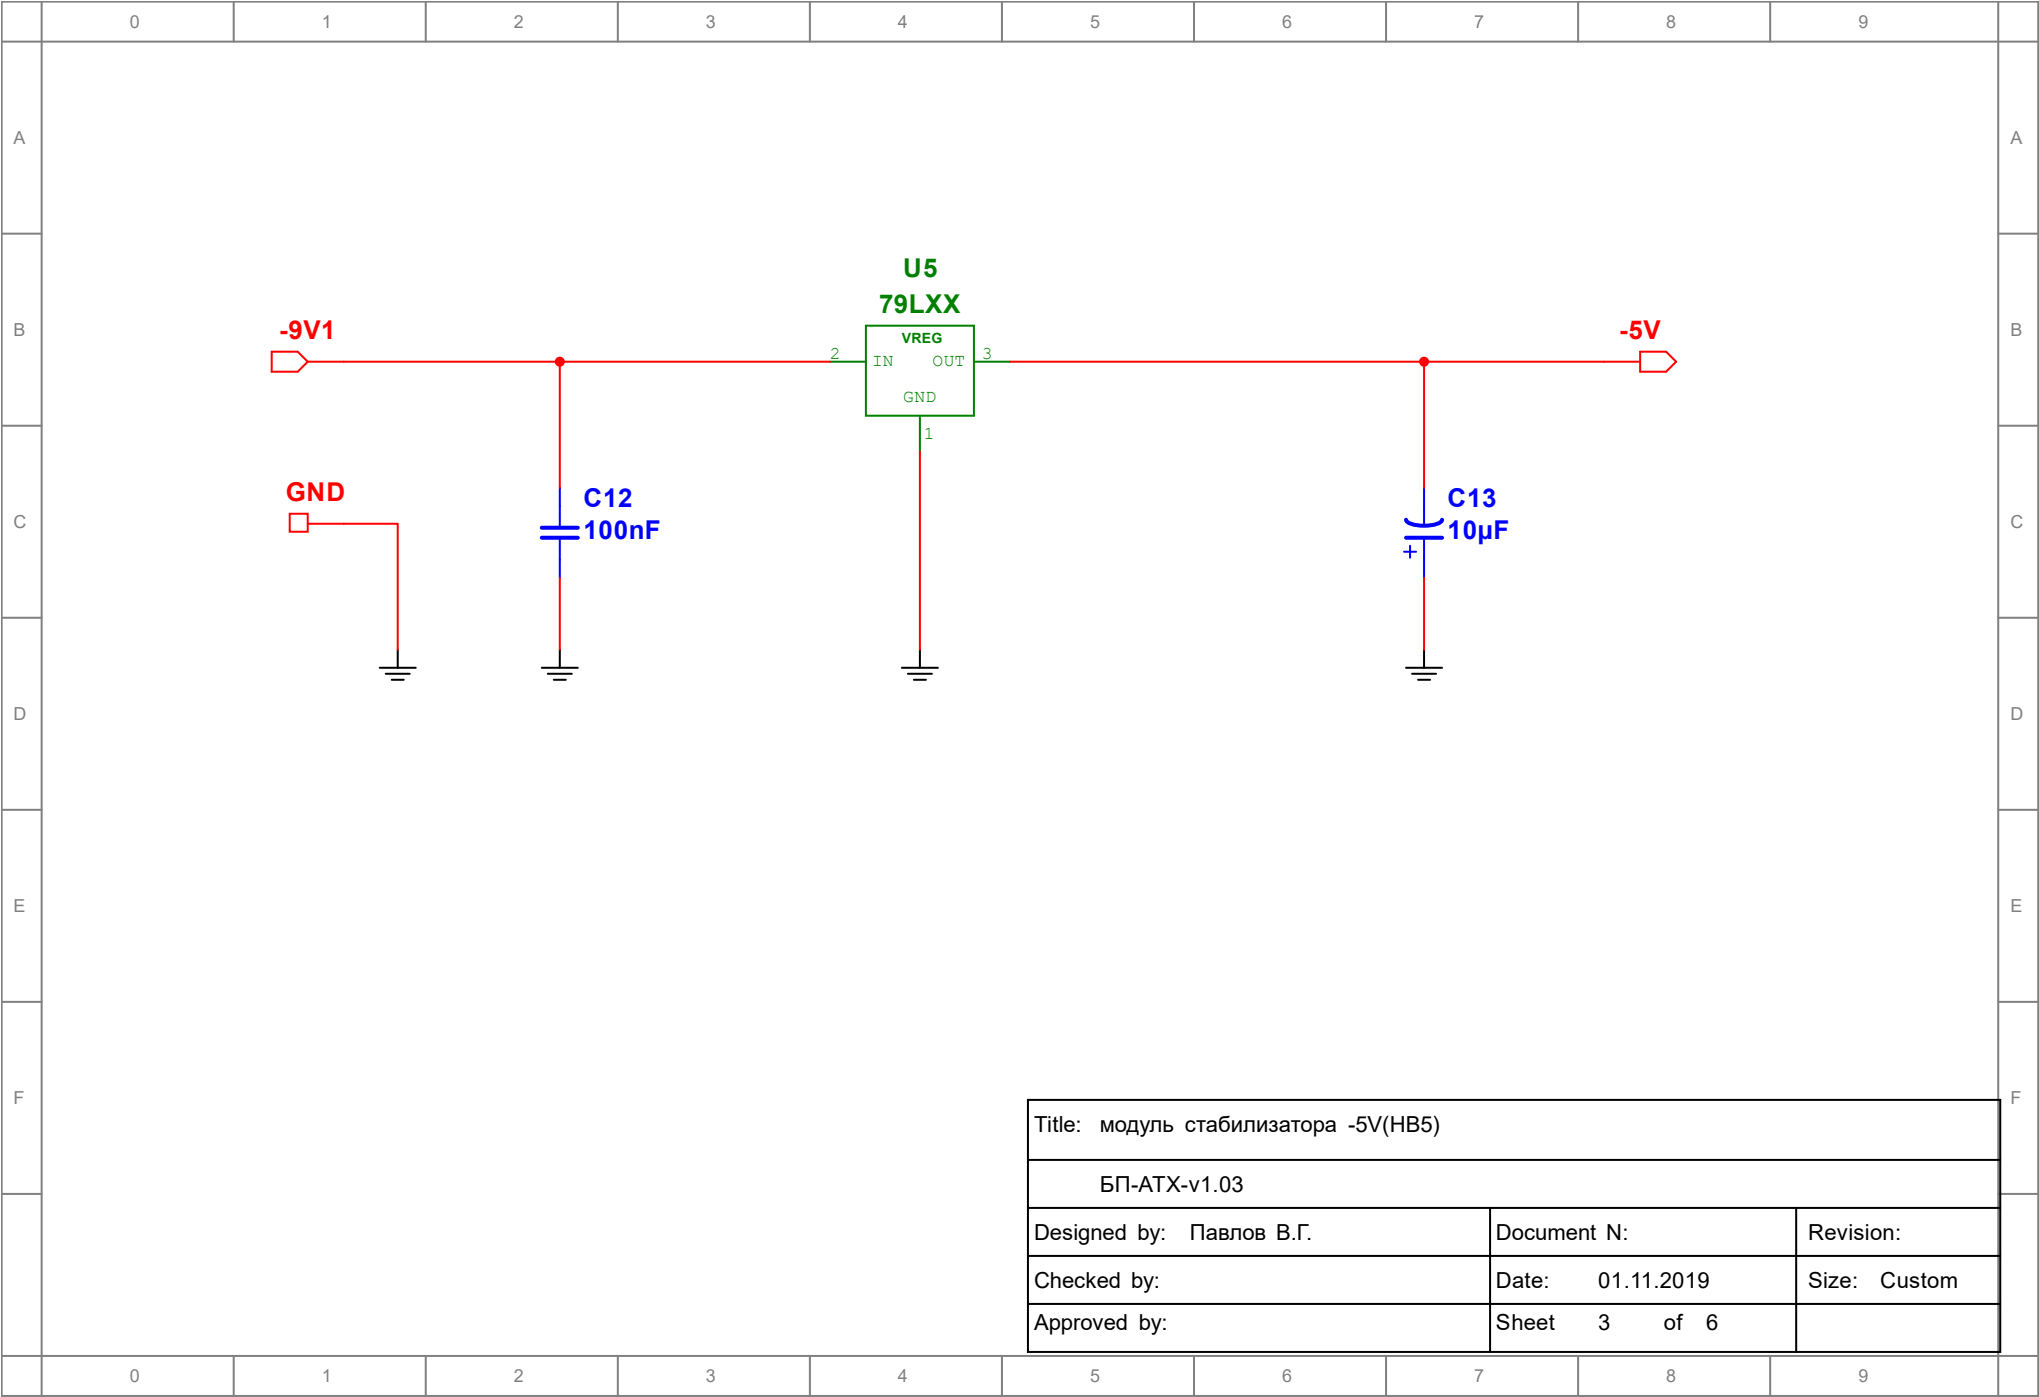 0 1 2 3 4 5 6 7 8 9
A A
U5
79LXX
B -9V1 VREG -5V B
2 IN OUT 3
GND
1
GND C12 C13
C 100nF 10µF C
+
D D
E E
F F
Title: модуль стабилизатора -5V(HB5)
БП-ATX-v1.03
Designed by: Павлов В.Г. Document N: Revision:
Checked by: Date: 01.11.2019 Size: Custom
Approved by: Sheet 3 of 6
0 1 2 3 4 5 6 7 8 9